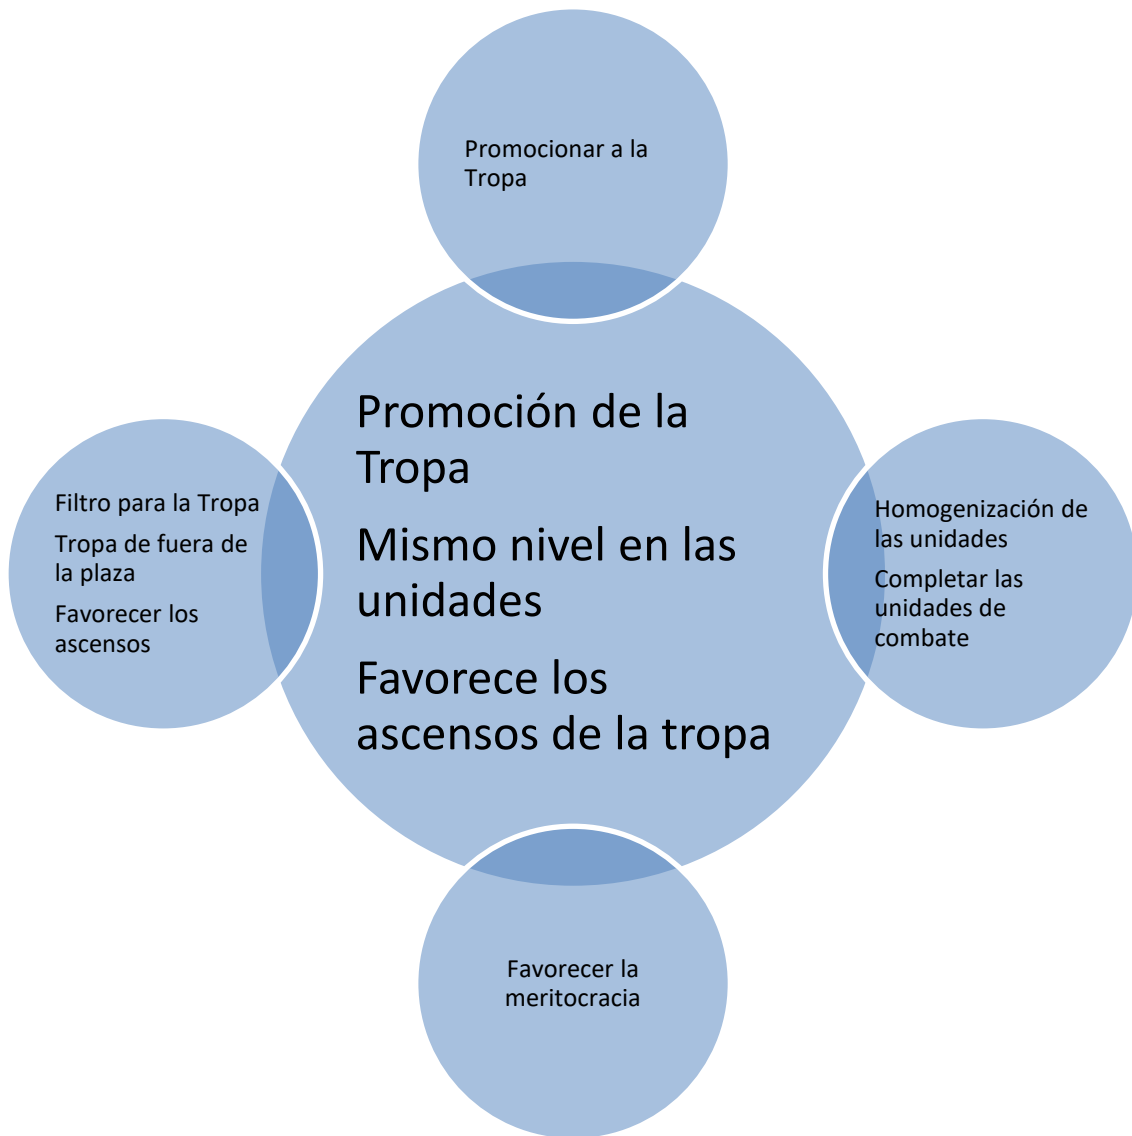 Promocionar a la
Tropa
Promoción de la
Tropa
Mismo nivel en las
unidades
Favorece los
ascensos de la tropa
Filtro para la Tropa
Tropa de fuera de
la plaza
Favorecer los
ascensos
Homogenización de
las unidades
Completar las
unidades de
combate
Favorecer la
meritocracia